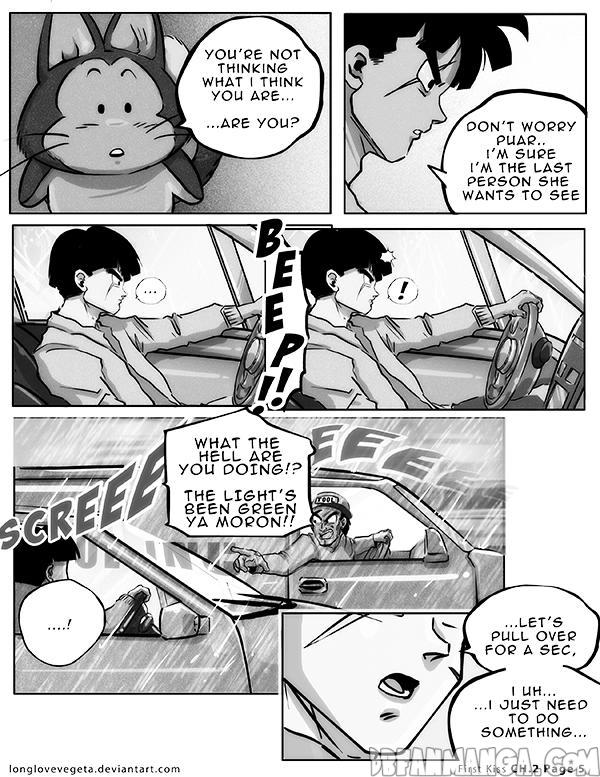 YOU'RE NOT
THINKING
WHAT I THINK
YOU ARE...
...ARE YOU?
DON'T WORRY
PUAR..
I'M SURE
I'M THE LAST
PERSON SHE
WANTS TO SEE
...
BEEP!!
!
SCREEE
EEEE
WHAT THE
HELL ARE
YOU DOING!?
THE LIGHT'S
BEEN GREEN
YA MORON!!
TOOL
....!
...LET'S
PULL OVER
FOR A SEC,
I UH...
...I JUST NEED
TO DO
SOMETHING...
longlovevegeta.deviantart.com
First Kiss CH.2 Page 5
DBFANMANGA.COM